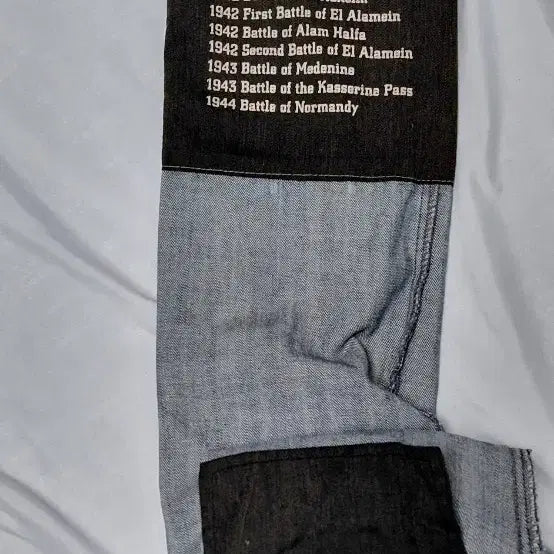 1942 First Battle of El Alamein
1942 Battle of Alam Halfa
1942 Second Battle of El Alamein
1943 Battle of Medenine
1943 Battle of the Kasserine Pass
1944 Battle of Normandy